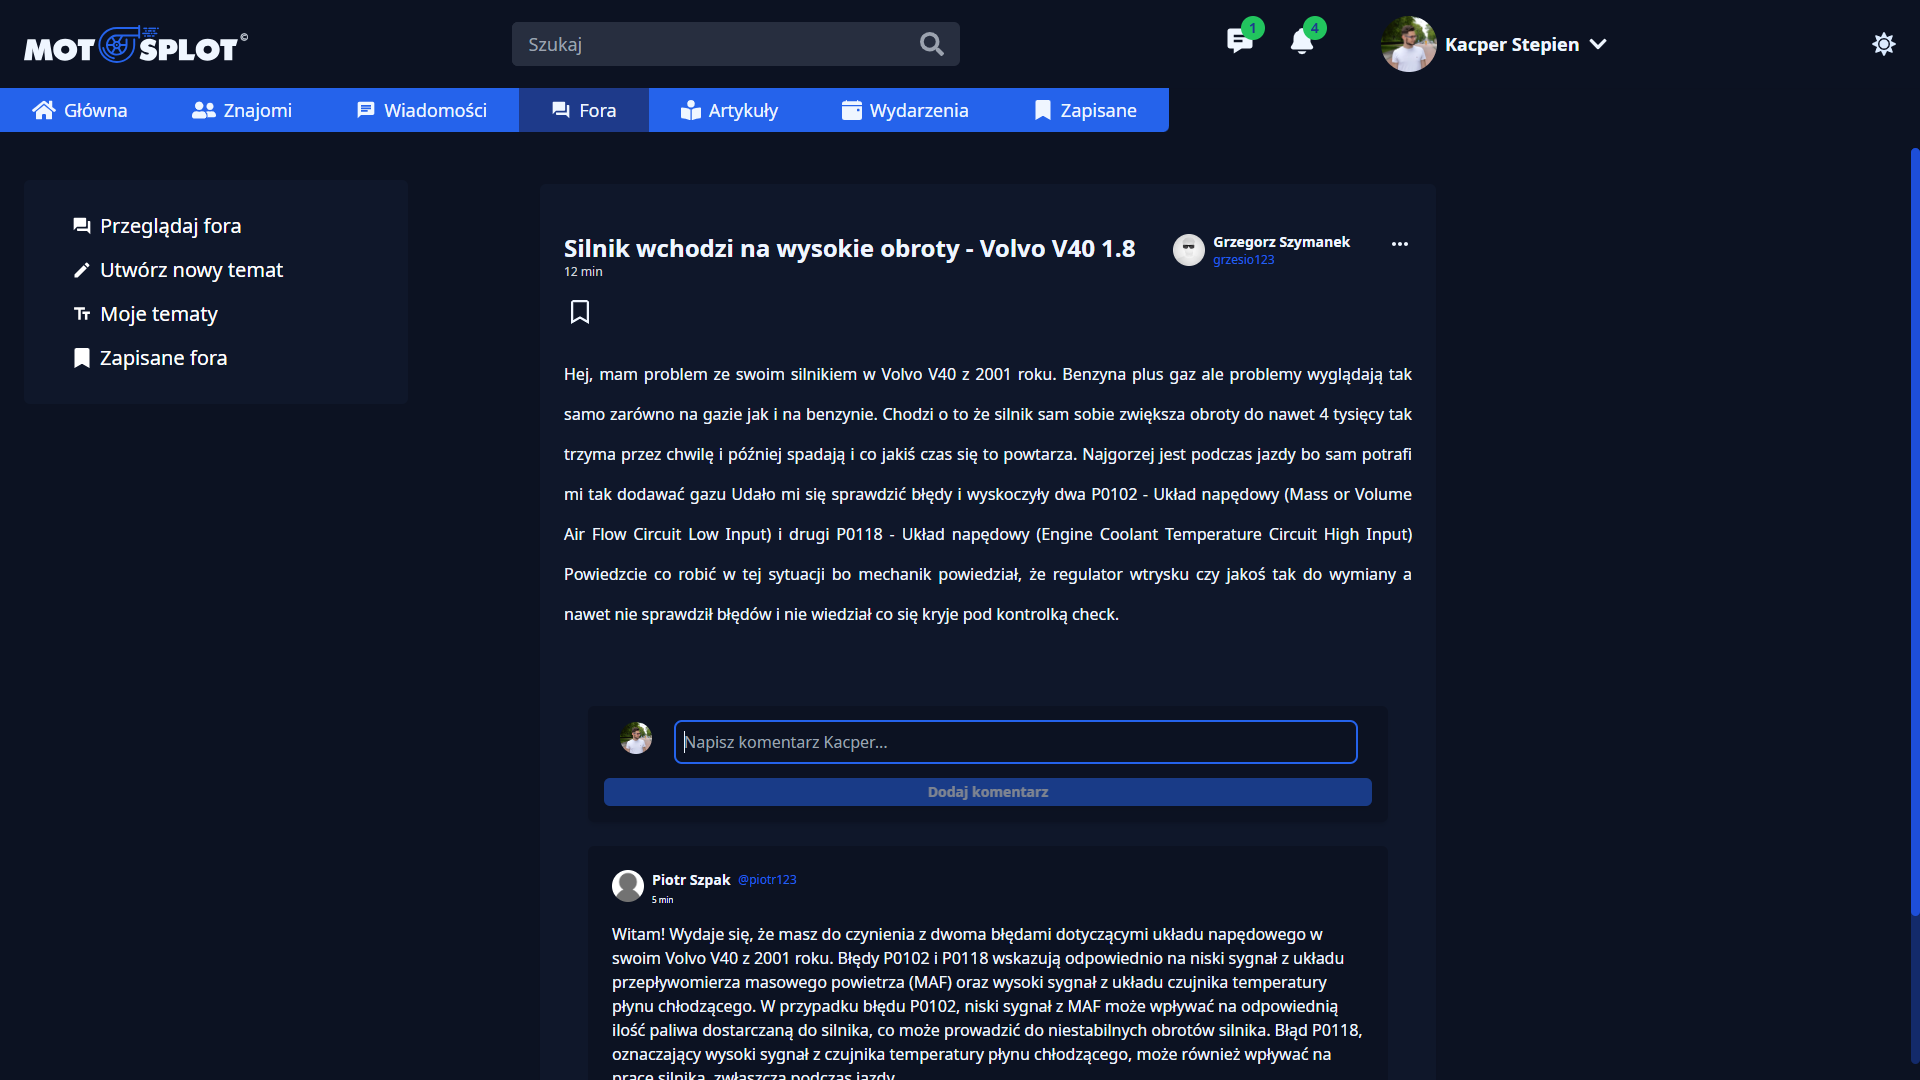 MOTOSPLOT©
Szukaj
1
4
Kacper Stepien
Główna
Znajomi
Wiadomości
Fora
Artykuły
Wydarzenia
Zapisane
Przeglądaj fora
Utwórz nowy temat
Moje tematy
Zapisane fora
Silnik wchodzi na wysokie obroty - Volvo V40 1.8
12 min
Grzegorz Szymanek
grzesio123
Hej, mam problem ze swoim silnikiem w Volvo V40 z 2001 roku. Benzyna plus gaz ale problemy wyglądają tak
samo zarówno na gazie jak i na benzynie. Chodzi o to że silnik sam sobie zwiększa obroty do nawet 4 tysięcy tak
trzyma przez chwilę i później spadają i co jakiś czas się to powtarza. Najgorzej jest podczas jazdy bo sam potrafi
mi tak dodawać gazu Udało mi się sprawdzić błędy i wyskoczyły dwa P0102 - Układ napędowy (Mass or Volume
Air Flow Circuit Low Input) i drugi P0118 - Układ napędowy (Engine Coolant Temperature Circuit High Input)
Powiedzcie co robić w tej sytuacji bo mechanik powiedział, że regulator wtrysku czy jakoś tak do wymiany a
nawet nie sprawdził błędów i nie wiedział co się kryje pod kontrolką check.
Napisz komentarz Kacper...
Dodaj komentarz
Piotr Szpak @piotr123
5 min
Witam! Wydaje się, że masz do czynienia z dwoma błędami dotyczącymi układu napędowego w
swoim Volvo V40 z 2001 roku. Błędy P0102 i P0118 wskazują odpowiednio na niski sygnał z układu
przepływomierza masowego powietrza (MAF) oraz wysoki sygnał z układu czujnika temperatury
płynu chłodzącego. W przypadku błędu P0102, niski sygnał z MAF może wpływać na odpowiednią
ilość paliwa dostarczaną do silnika, co może prowadzić do niestabilnych obrotów silnika. Błąd P0118,
oznaczający wysoki sygnał z czujnika temperatury płynu chłodzącego, może również wpływać na
pracę silnika, zwłaszcza podczas jazdy.